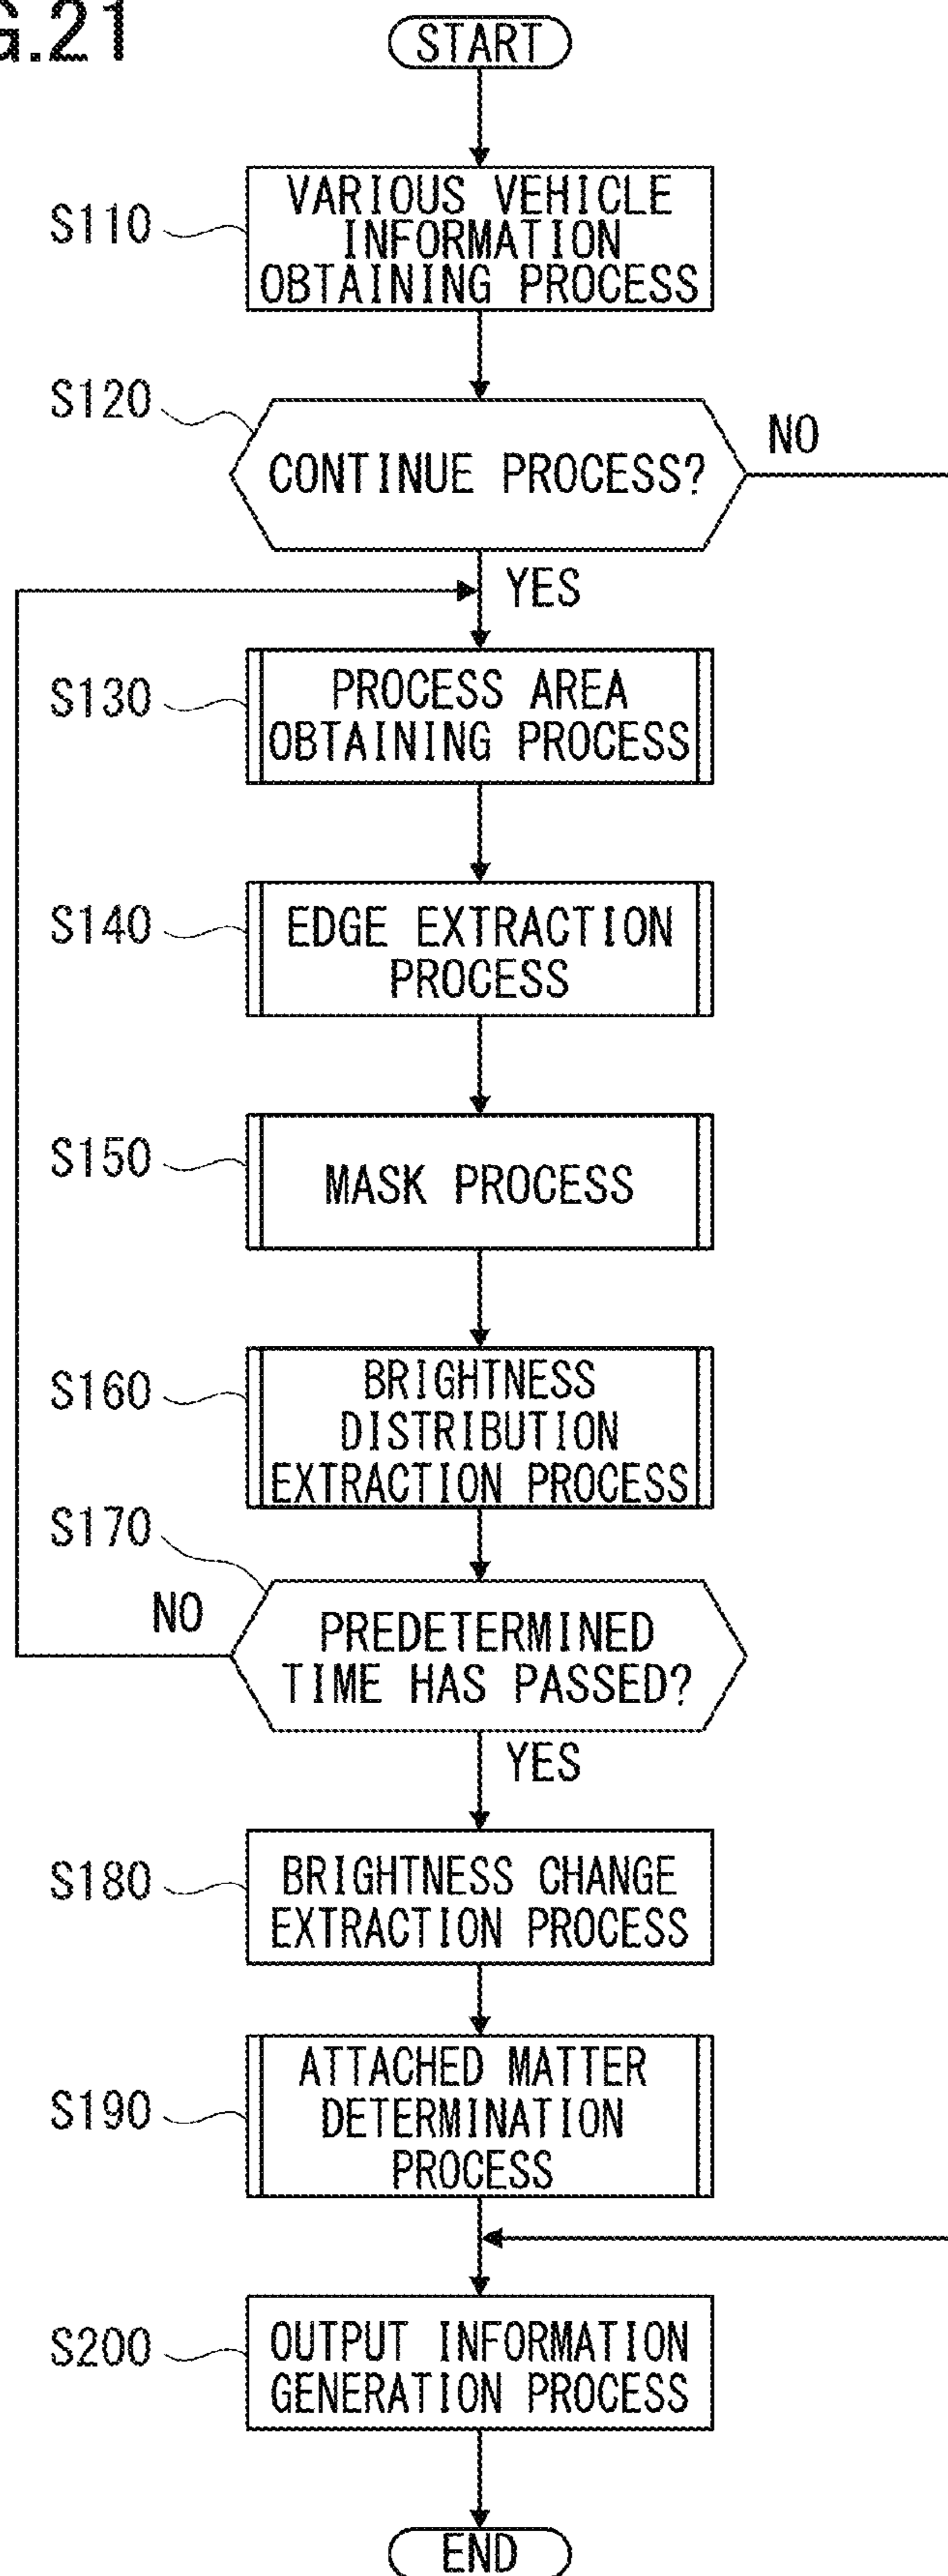 G.21
START
S110
VARIOUS VEHICLE
INFORMATION
OBTAINING PROCESS
S120
CONTINUE PROCESS?
NO
YES
S130
PROCESS AREA
OBTAINING PROCESS
S140
EDGE EXTRACTION
PROCESS
S150
MASK PROCESS
S160
BRIGHTNESS
DISTRIBUTION
EXTRACTION PROCESS
S170
NO
PREDETERMINED
TIME HAS PASSED?
YES
S180
BRIGHTNESS CHANGE
EXTRACTION PROCESS
S190
ATTACHED MATTER
DETERMINATION
PROCESS
S200
OUTPUT INFORMATION
GENERATION PROCESS
END